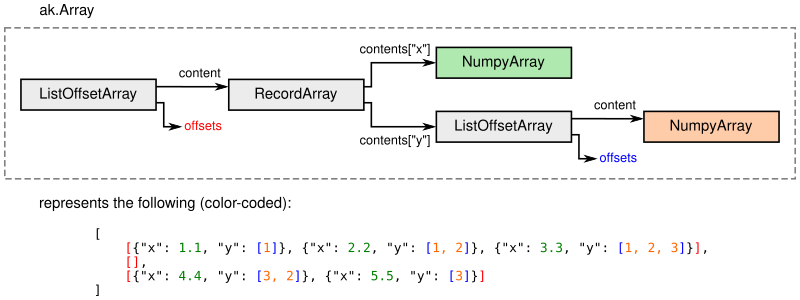 ak.Array
contents["x"]
NumpyArray
content
ListOffsetArray
RecordArray
offsets
content
ListOffsetArray
NumpyArray
contents["y"]
offsets
represents the following (color-coded):
[
[{"x": 1.1, "y": [1]}, {"x": 2.2, "y": [1, 2]}, {"x": 3.3, "y": [1, 2, 3]}],
[],
[{"x": 4.4, "y": [3, 2]}, {"x": 5.5, "y": [3]}]
]